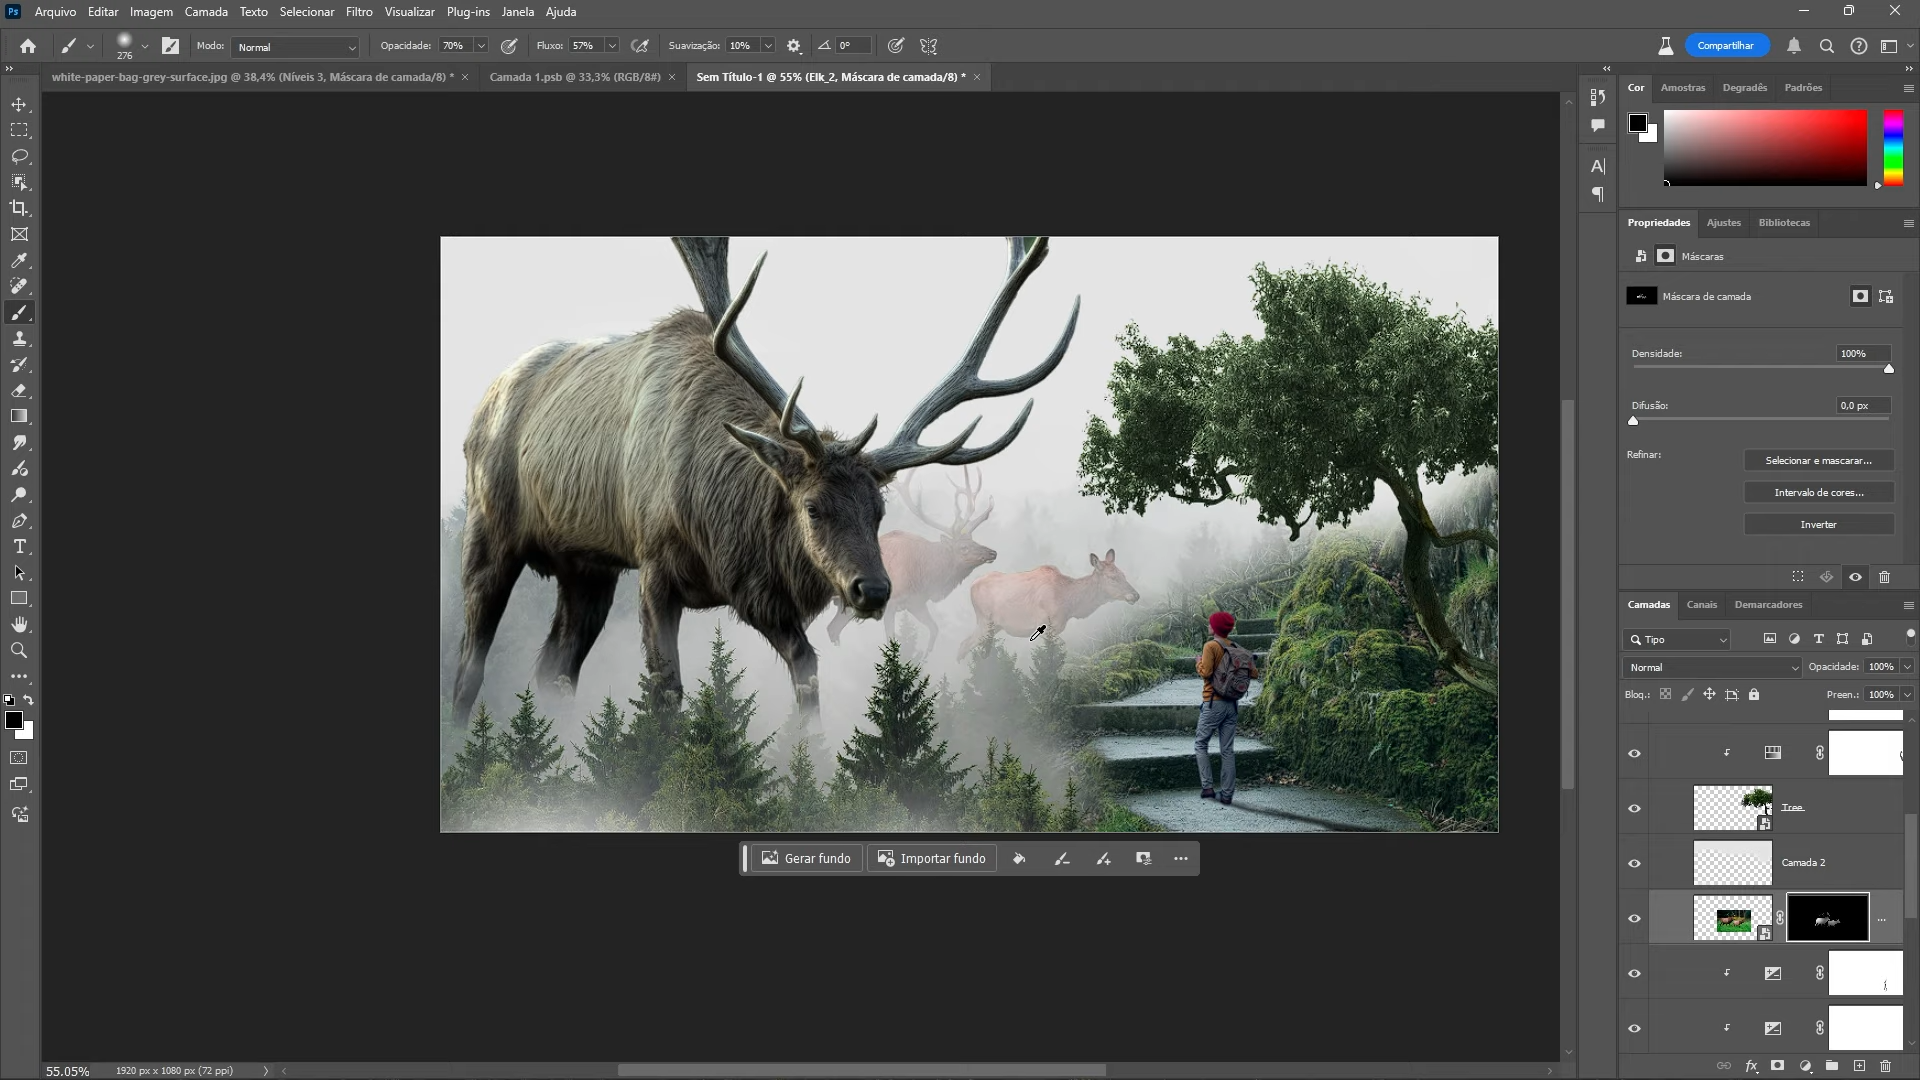 Ps Arquivo Editar Imagem Camada Texto Selecionar Filtro Visualizar Plug-ins Janela Ajuda
276 Modo: Normal Opacidade: 70% Fluxo: 57% Suavização: 10% 0° Compartilhar
white-paper-bag-grey-surface.jpg @ 38,4% (Níveis 3, Máscara de camada/8) * Camada 1.psb @ 33,3% (RGB/8#) Sem Título-1 @ 55% (Elk_2, Máscara de camada/8) *
Cor Amostras Degradês Padrões
Propriedades Ajustes Bibliotecas
Máscaras
Máscara de camada
Densidade: 100%
Difusão: 0,0 px
Refinar: Selecionar e mascarar...
Intervalo de cores...
Inverter
Camadas Canais Demarcadores
Tipo
Normal Opacidade: 100%
Bloq.: Preen.: 100%
Tree
Camada 2
...
Gerar fundo Importar fundo
55.05% 1920 px x 1080 px (72 ppi)